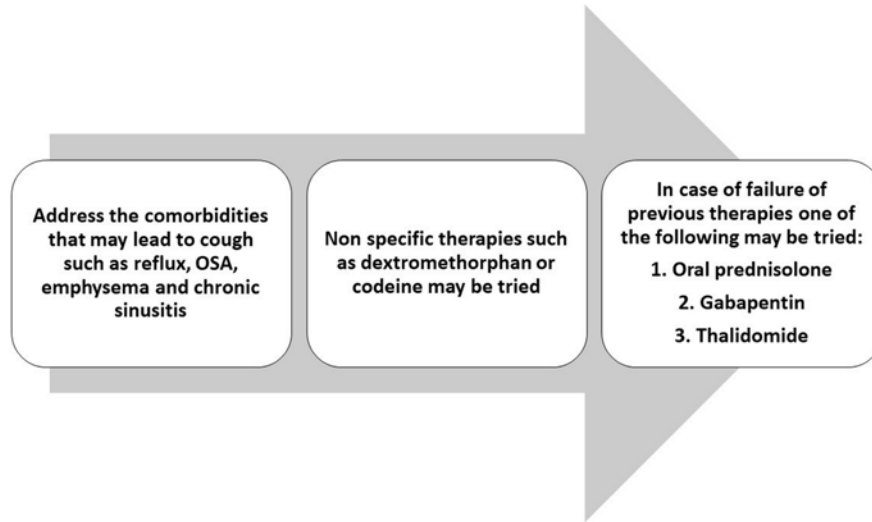 Address the comorbidities
that may lead to cough
such as reflux, OSA,
emphysema and chronic
sinusitis
Non specific therapies such
as dextromethorphan or
codeine may be tried
In case of failure of
previous therapies one of
the following may be tried:
1. Oral prednisolone
2. Gabapentin
3. Thalidomide